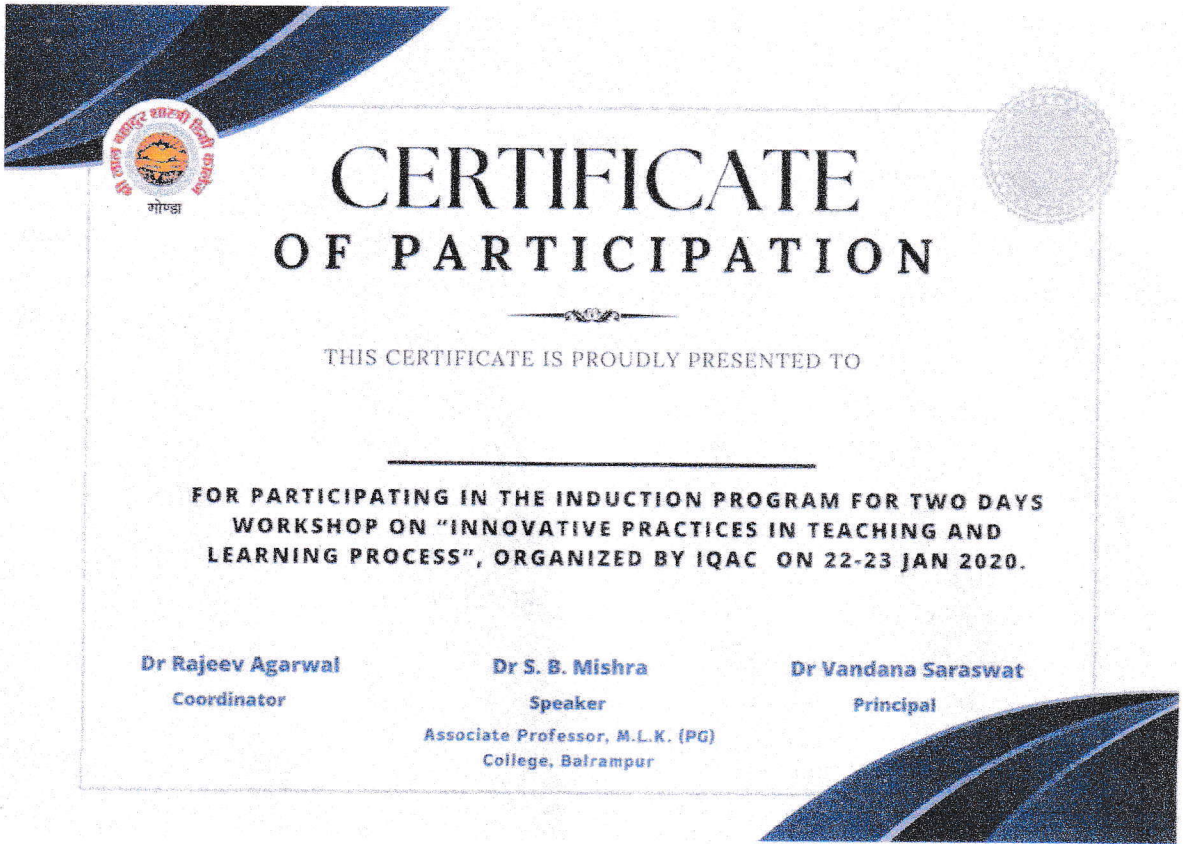 श्री लाल बहादुर शास्त्री डिग्री कालेज
गोण्डा
CERTIFICATE
OF PARTICIPATION
THIS CERTIFICATE IS PROUDLY PRESENTED TO
FOR PARTICIPATING IN THE INDUCTION PROGRAM FOR TWO DAYS
WORKSHOP ON "INNOVATIVE PRACTICES IN TEACHING AND
LEARNING PROCESS", ORGANIZED BY IQAC ON 22-23 JAN 2020.
Dr Rajeev Agarwal
Coordinator
Dr S. B. Mishra
Speaker
Associate Professor, M.L.K. (PG)
College, Balrampur
Dr Vandana Saraswat
Principal